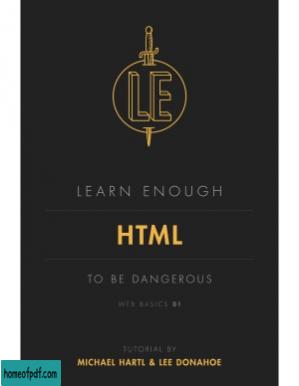 LE
LEARN ENOUGH
HTML
TO BE DANGEROUS
WEB BASICS 01
TUTORIAL BY
MICHAEL HARTL & LEE DONAHOE
homeofpdf.com